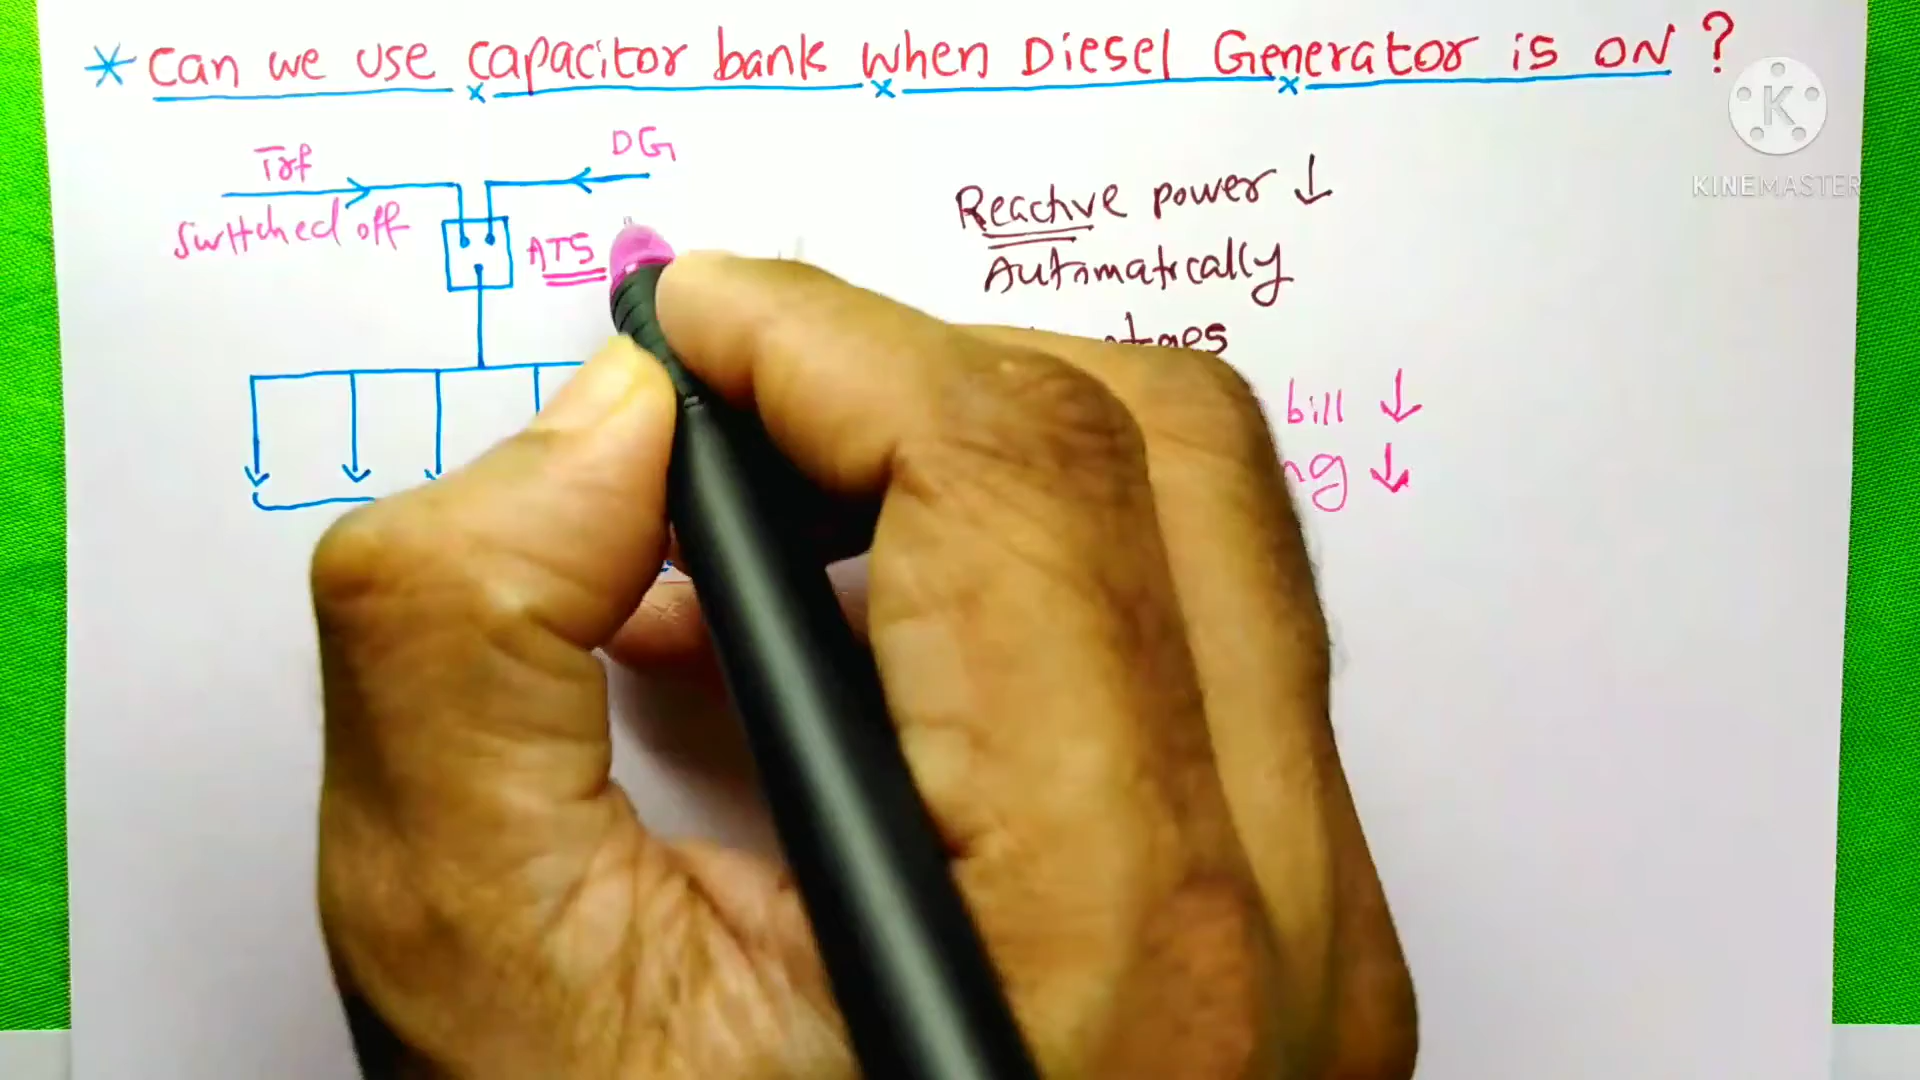 * Can we use capacitor bank when Diesel Generator is ON ?
Trf
DG
switched off
ATS
Reactive power ↓
Automatically
bill ↓
KINEMASTER